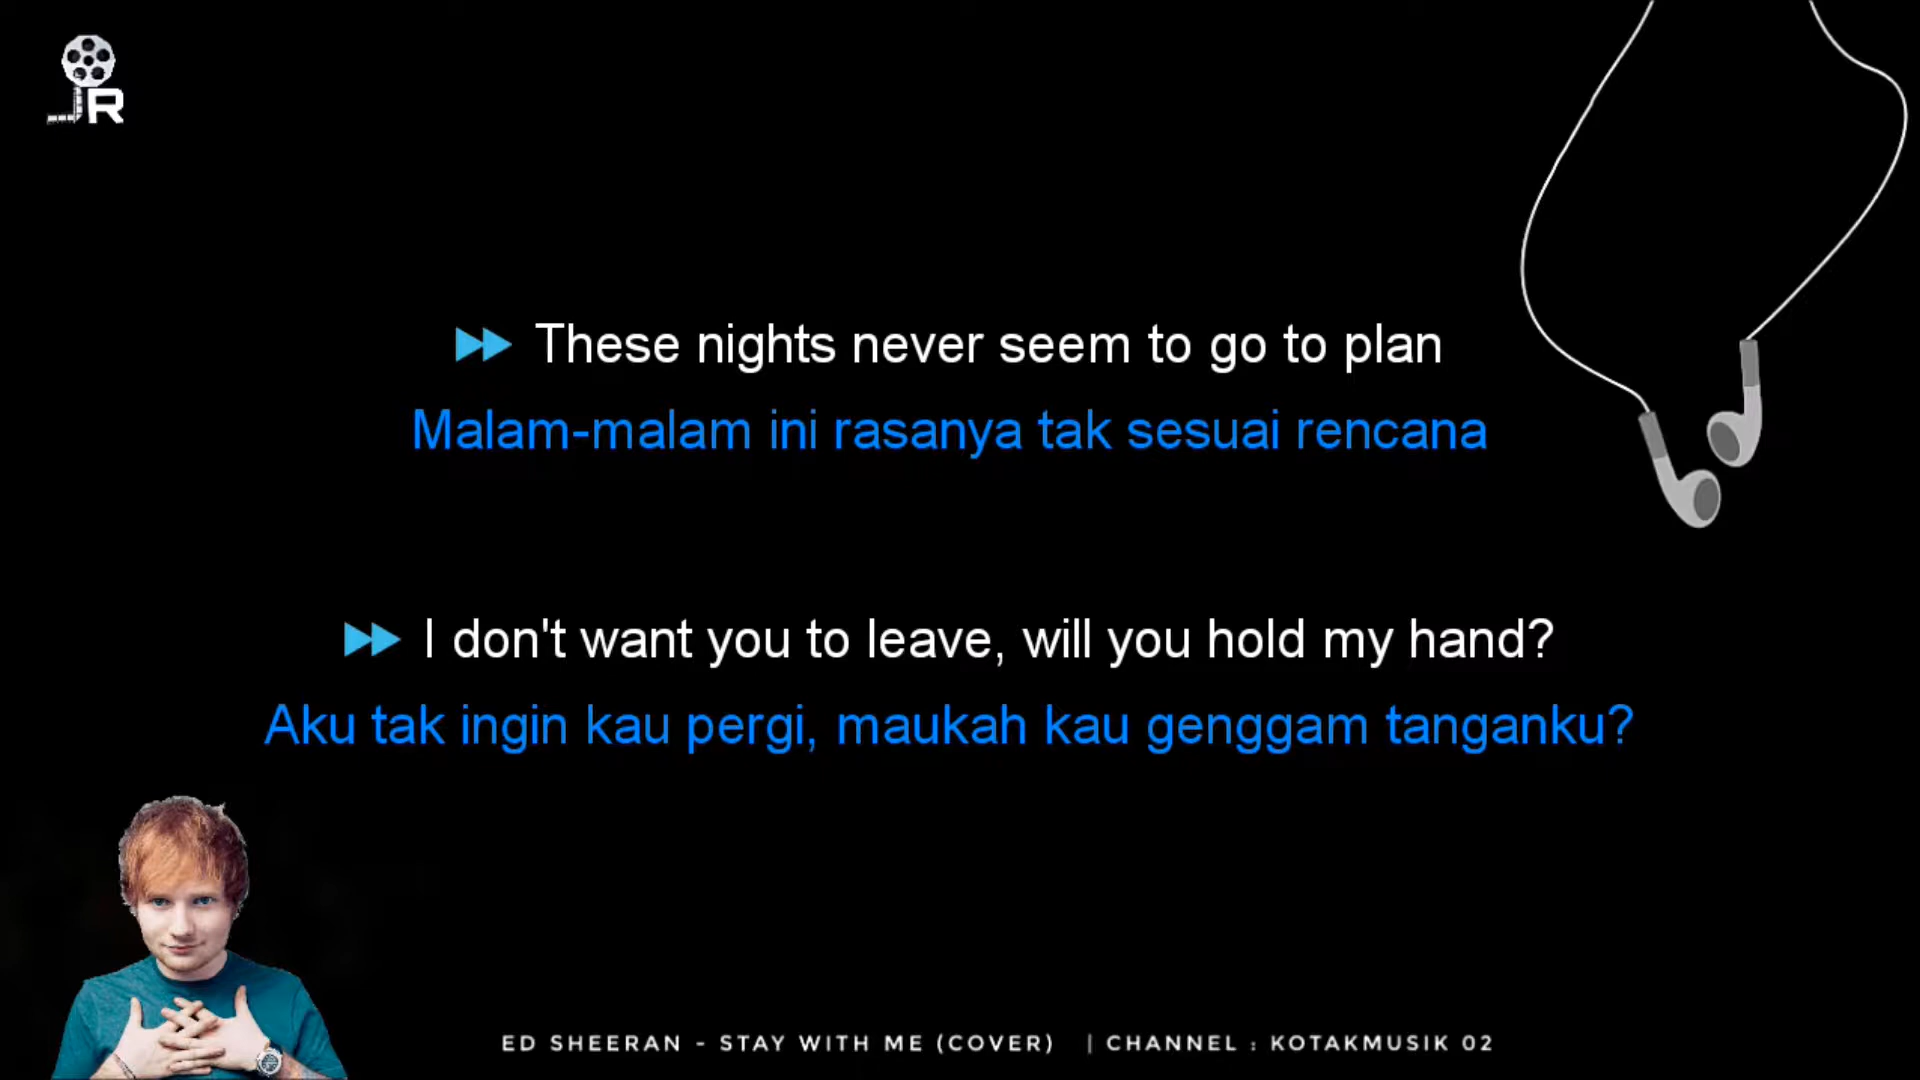 JR
These nights never seem to go to plan
Malam-malam ini rasanya tak sesuai rencana
I don't want you to leave, will you hold my hand?
Aku tak ingin kau pergi, maukah kau genggam tanganku?
ED SHEERAN - STAY WITH ME (COVER) | CHANNEL : KOTAKMUSIK 02